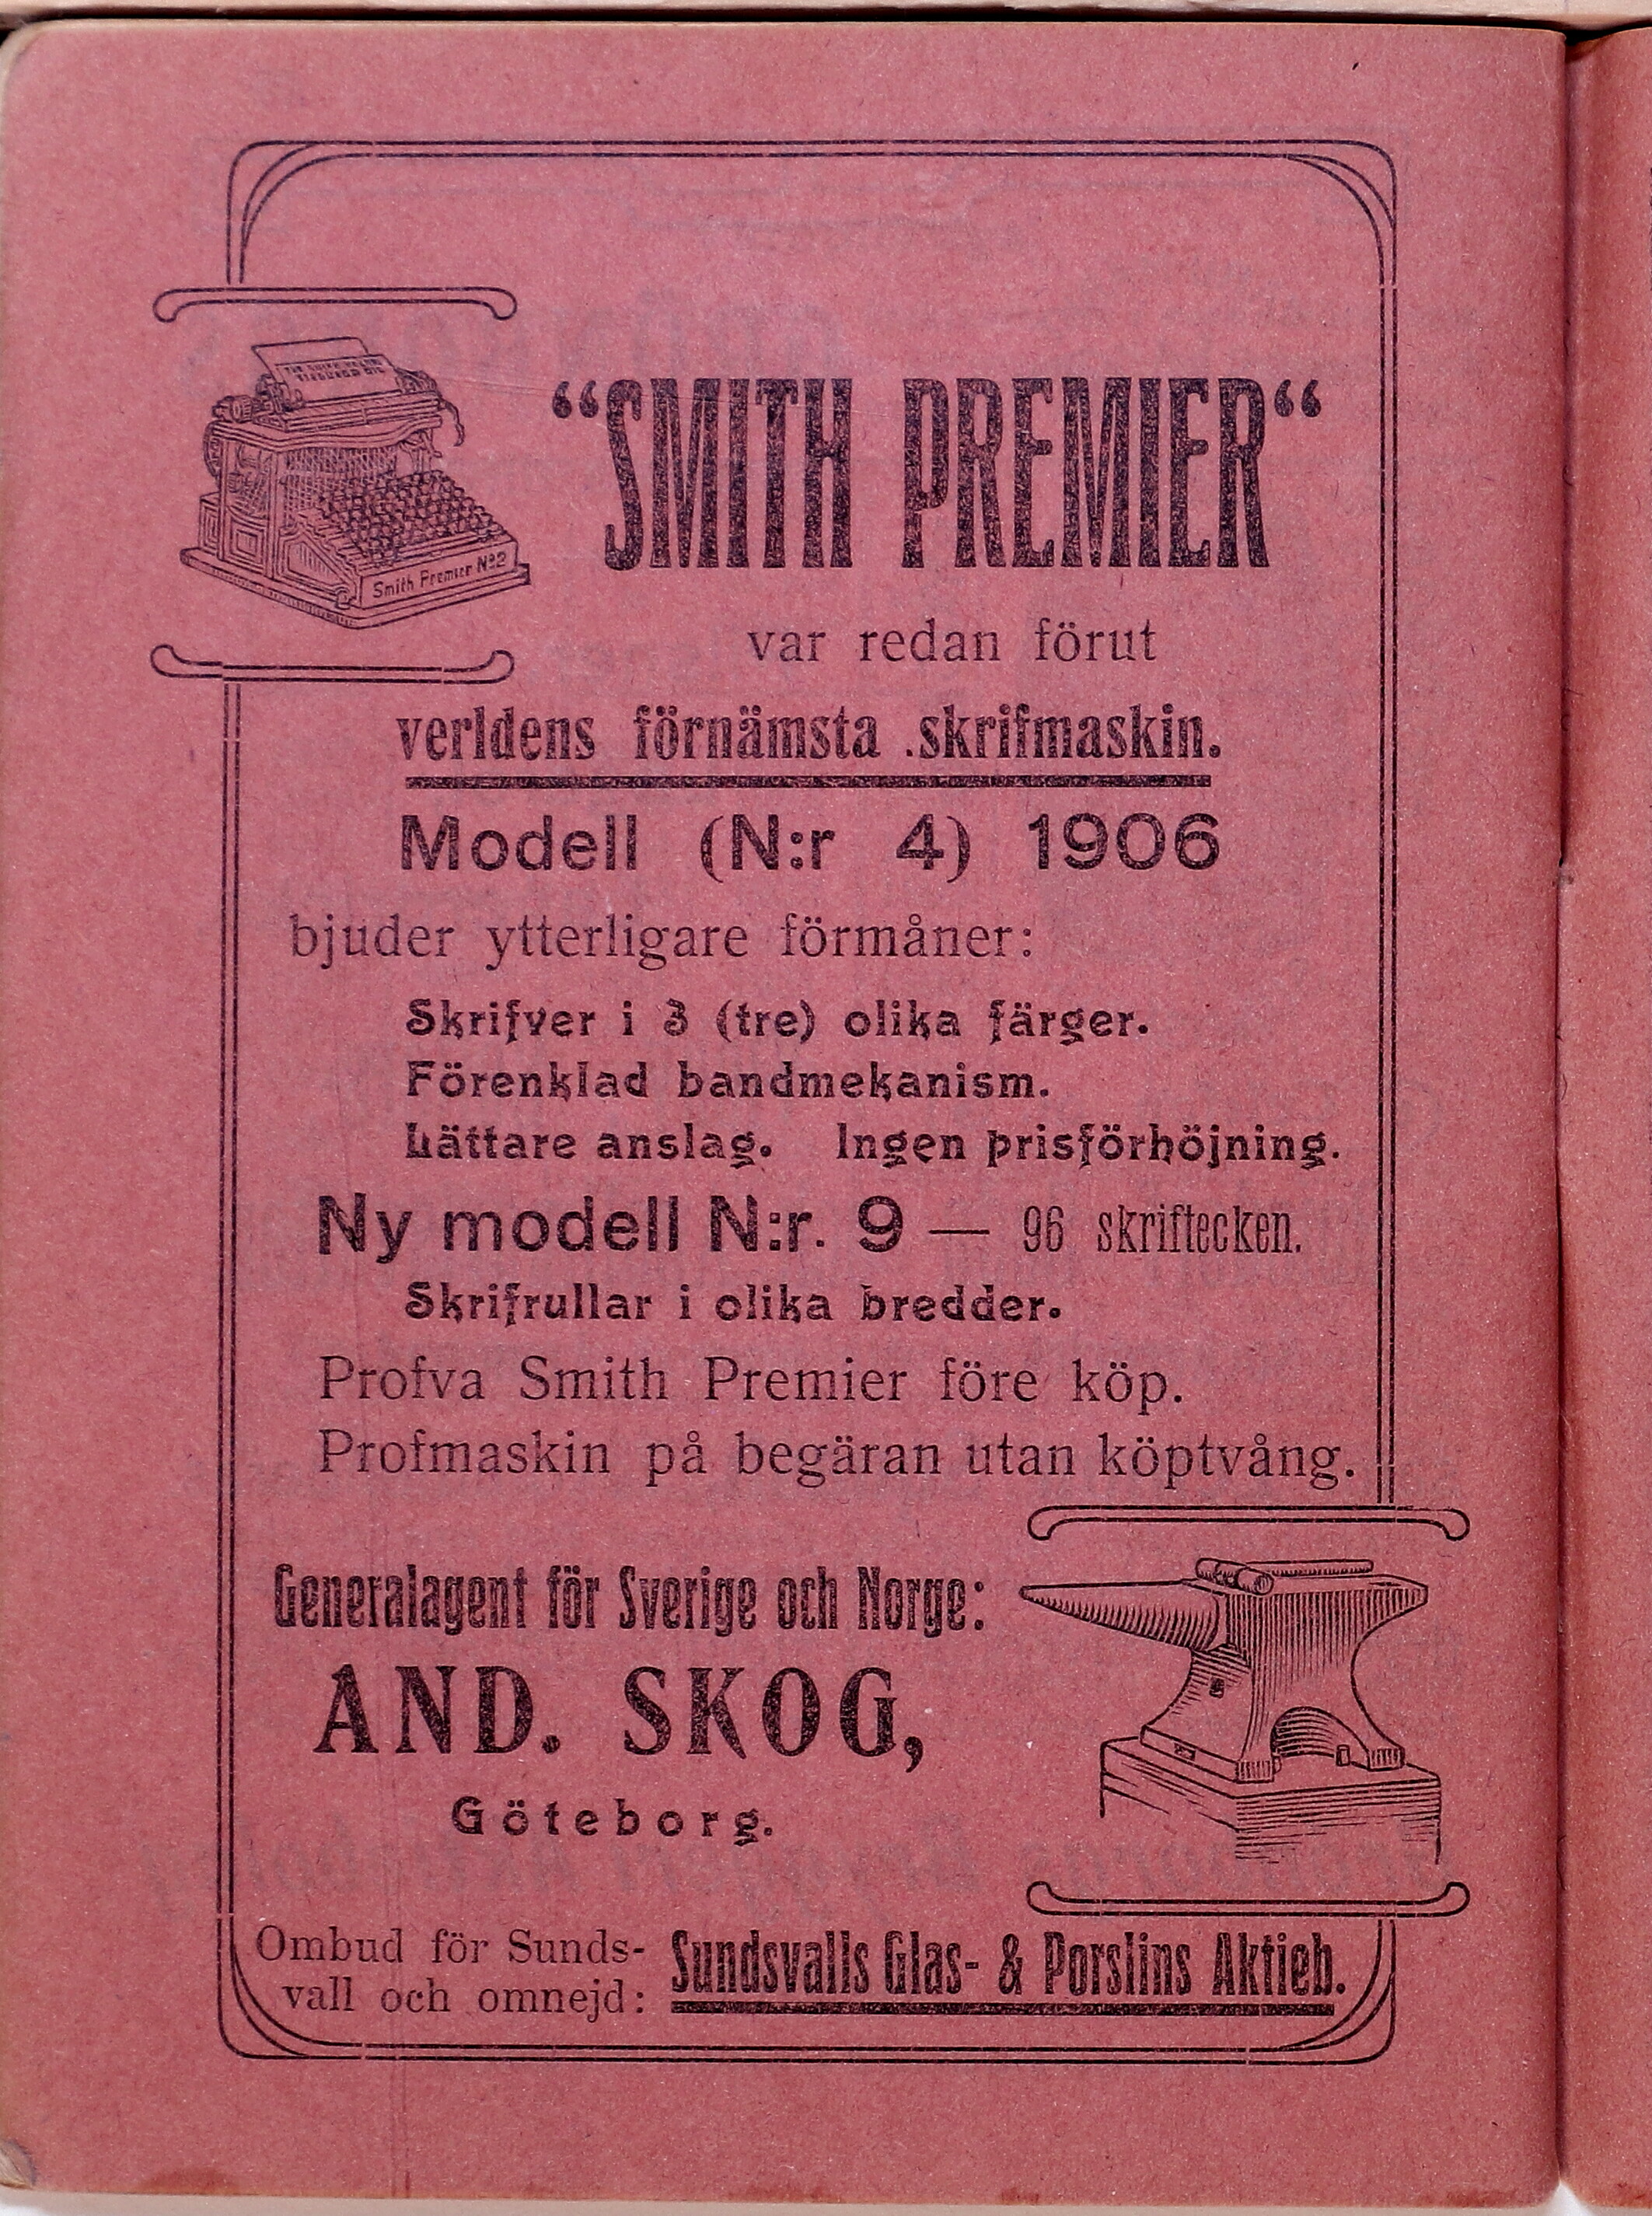 “SMITH PREMIER“
Smith Premier No 2
var redan förut
verldens förnämsta .skrifmaskin.
Modell (N:r 4) 1906
bjuder ytterligare förmåner:
Skrifver i 3 (tre) olika färger.
Förenklad bandmekanism.
Lättare anslag. Ingen prisförhöjning.
Ny modell N:r. 9 — 96 skriftecken.
Skrifrullar i olika bredder.
Profva Smith Premier före köp.
Profmaskin på begäran utan köptvång.
Generalagent för Sverige och Norge:
AND. SKOG,
Göteborg.
Ombud för Sunds-
vall och omnejd: Sundsvalls Glas- & Porslins Aktieb.